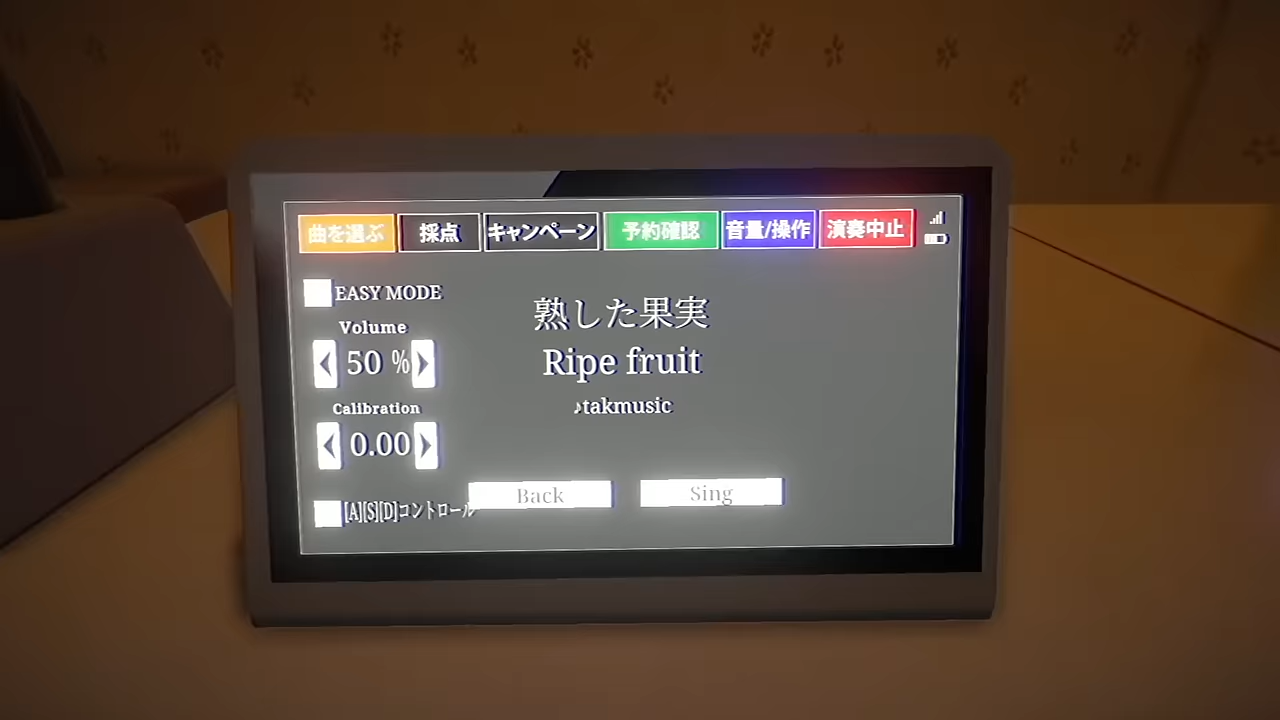 曲を選ぶ 採点 キャンペーン 予約確認 音量/操作 演奏中止
EASY MODE
Volume
50 %
Calibration
0.00
[A][S][D]コントロール
熟した果実
Ripe fruit
♪takmusic
Back
Sing